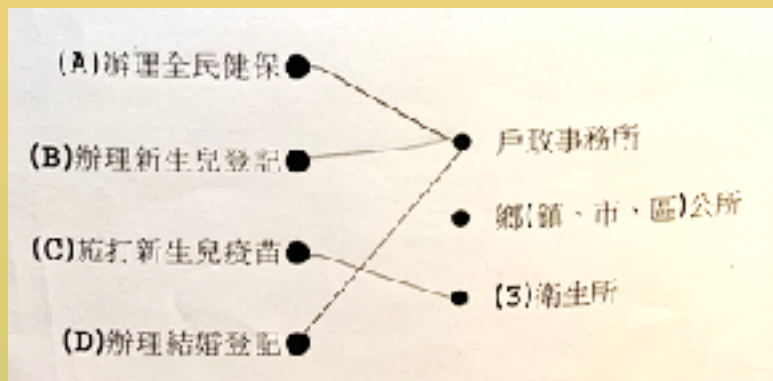 (A)辦理全民健保
(B)辦理新生兒登記
(C)施打新生兒疫苗
(D)辦理結婚登記
戶政事務所
鄉(鎮、市、區)公所
(3)衛生所